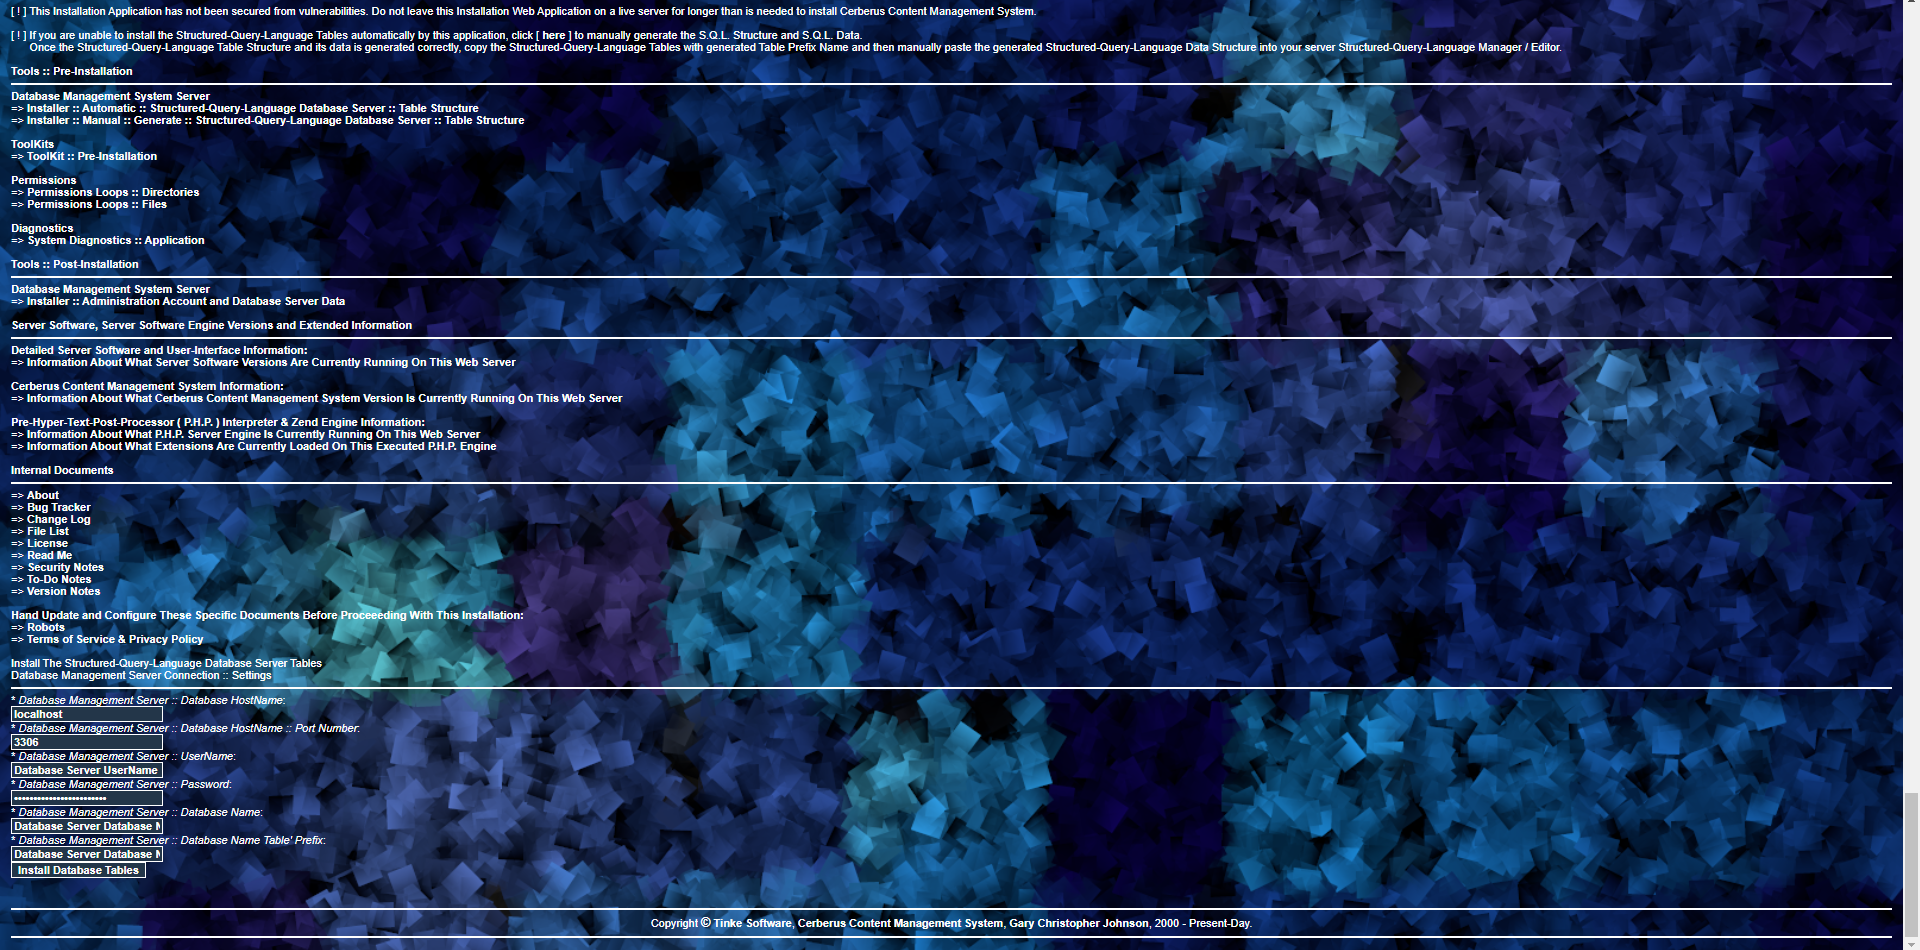 [ ! ] This Installation Application has not been secured from vulnerabilities. Do not leave this Installation Web Application on a live server for longer than is needed to install Cerberus Content Management System.
[ ! ] If you are unable to install the Structured-Query-Language Tables automatically by this application, click [ here ] to manually generate the S.Q.L. Structure and S.Q.L. Data.
Once the Structured-Query-Language Table Structure and its data is generated correctly, copy the Structured-Query-Language Tables with generated Table Prefix Name and then manually paste the generated Structured-Query-Language Data Structure into your server Structured-Query-Language Manager / Editor.
Tools :: Pre-Installation
Database Management System Server
=> Installer :: Automatic :: Structured-Query-Language Database Server :: Table Structure
=> Installer :: Manual :: Generate :: Structured-Query-Language Database Server :: Table Structure
ToolKits
=> ToolKit :: Pre-Installation
Permissions
=> Permissions Loops :: Directories
=> Permissions Loops :: Files
Diagnostics
=> System Diagnostics :: Application
Tools :: Post-Installation
Database Management System Server
=> Installer :: Administration Account and Database Server Data
Server Software, Server Software Engine Versions and Extended Information
Detailed Server Software and User-Interface Information:
=> Information About What Server Software Versions Are Currently Running On This Web Server
Cerberus Content Management System Information:
=> Information About What Cerberus Content Management System Version Is Currently Running On This Web Server
Pre-Hyper-Text-Post-Processor ( P.H.P. ) Interpreter & Zend Engine Information:
=> Information About What P.H.P. Server Engine Is Currently Running On This Web Server
=> Information About What Extensions Are Currently Loaded On This Executed P.H.P. Engine
Internal Documents
=> About
=> Bug Tracker
=> Change Log
=> File List
=> License
=> Read Me
=> Security Notes
=> To-Do Notes
=> Version Notes
Hand Update and Configure These Specific Documents Before Proceeeding With This Installation:
=> Robots
=> Terms of Service & Privacy Policy
Install The Structured-Query-Language Database Server Tables
Database Management Server Connection :: Settings
* Database Management Server :: Database HostName:
localhost
* Database Management Server :: Database HostName :: Port Number:
3306
* Database Management Server :: UserName:
Database Server UserName
* Database Management Server :: Password:
* Database Management Server :: Database Name:
Database Server Database N
* Database Management Server :: Database Name Table' Prefix:
Database Server Database N
Install Database Tables
Copyright © Tinke Software, Cerberus Content Management System, Gary Christopher Johnson, 2000 - Present-Day.